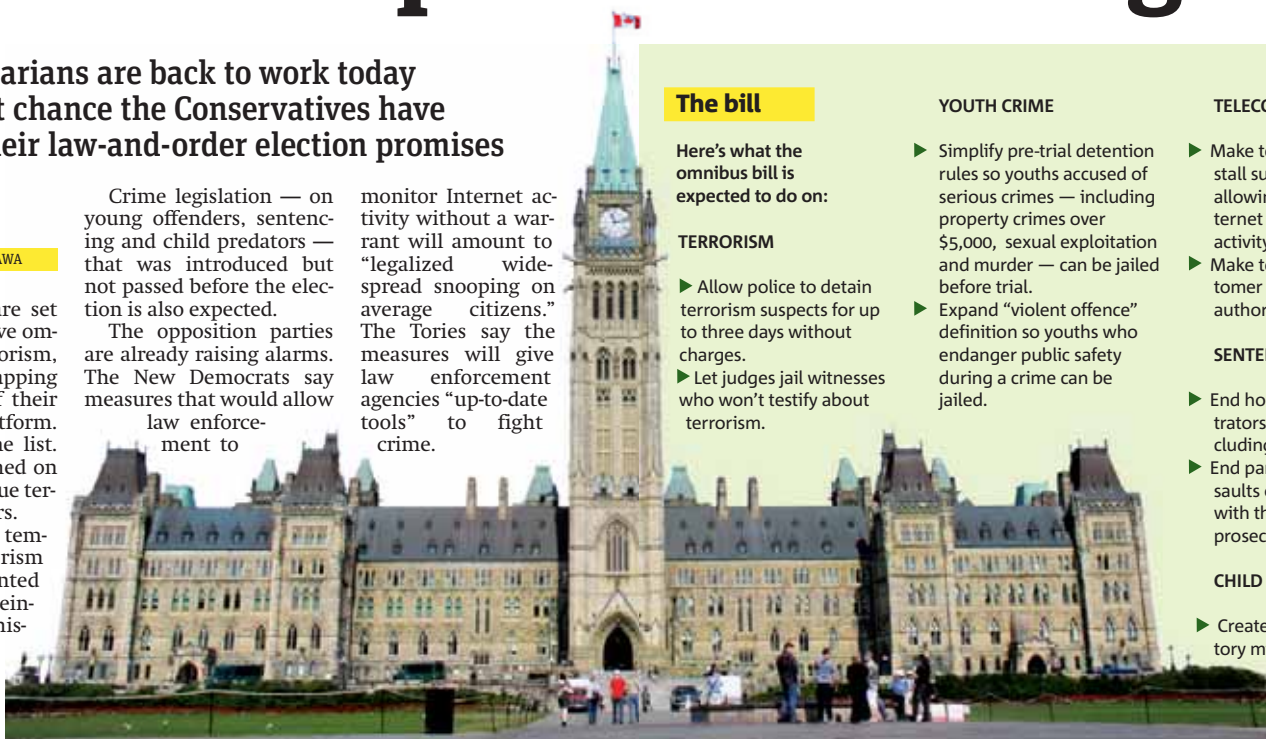 arians are back to work today
t chance the Conservatives have
eir law-and-order election promises
AWA
re set
ve om-
orism,
apping
f their
tform.
ne list.
ned on
ue ter-
rs.
tem-
rism
nted
ein-
his-
Crime legislation — on
young offenders, sentenc-
ing and child predators —
that was introduced but
not passed before the elec-
tion is also expected.
The opposition parties
are already raising alarms.
The New Democrats say
measures that would allow
law enforce-
ment to
monitor Internet ac-
tivity without a war-
rant will amount to
“legalized wide-
spread snooping on
average citizens.”
The Tories say the
measures will give
law enforcement
agencies “up-to-date
tools” to fight
crime.
The bill
Here’s what the
omnibus bill is
expected to do on:
TERRORISM
▶ Allow police to detain
terrorism suspects for up
to three days without
charges.
▶ Let judges jail witnesses
who won’t testify about
terrorism.
YOUTH CRIME
▶ Simplify pre-trial detention
rules so youths accused of
serious crimes — including
property crimes over
$5,000, sexual exploitation
and murder — can be jailed
before trial.
▶ Expand “violent offence”
definition so youths who
endanger public safety
during a crime can be
jailed.
TELECO
▶ Make te
stall su
allowin
ternet
activity
▶ Make te
tomer
author
SENTEN
▶ End ho
trators
cluding
▶ End par
saults o
with th
prosec
CHILD
▶ Create
tory m